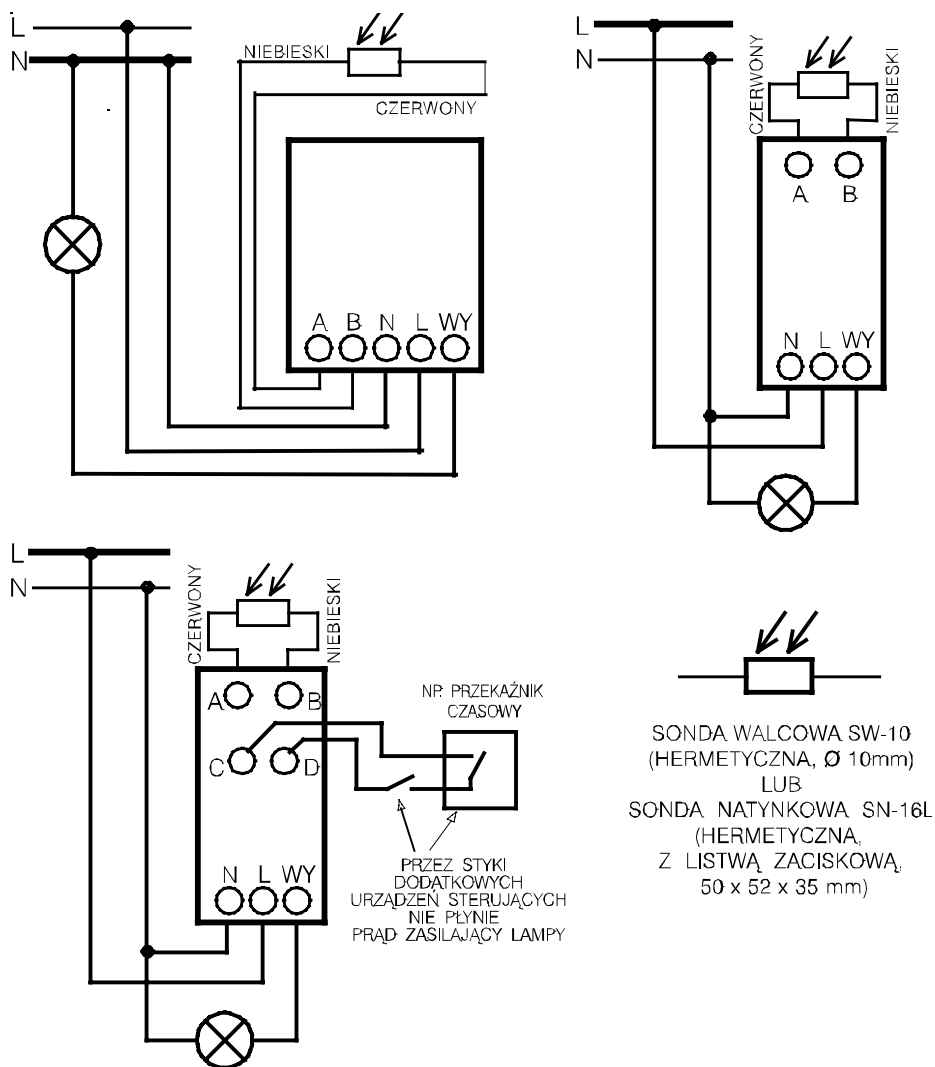 L
N
NIEBIESKI
CZERWONY
A B N L WY
L
N
CZERWONY
NIEBIESKI
A B
N L WY
L
N
CZERWONY
NIEBIESKI
A B
C D
N L WY
NP. PRZEKAŹNIK
CZASOWY
PRZEZ STYKI
DODATKOWYCH
URZĄDZEŃ STERUJĄCYCH
NIE PŁYNIE
PRĄD ZASILAJĄCY LAMPY
SONDA WALCOWA SW-10
(HERMETYCZNA, Ø 10mm)
LUB
SONDA NATYNKOWA SN-16L
(HERMETYCZNA,
Z LISTWĄ ZACISKOWĄ,
50 x 52 x 35 mm)